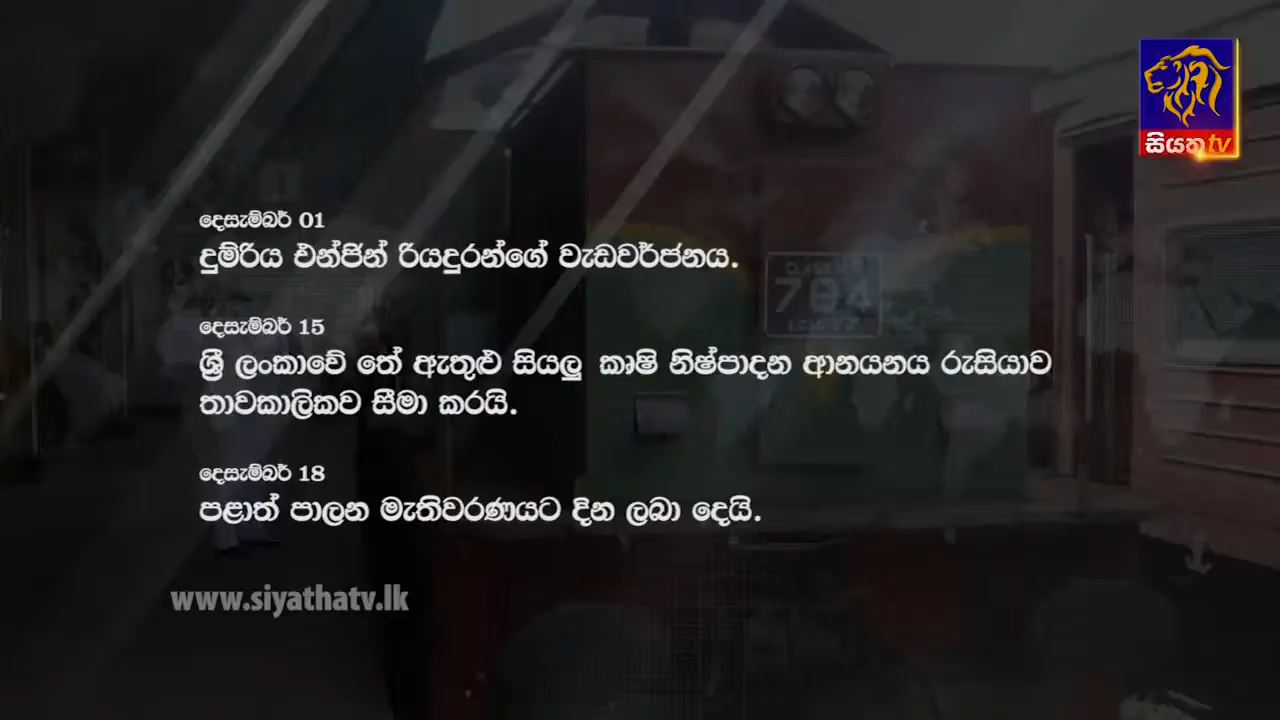 සියත tv
දෙසැම්බර් 01
දුම්රිය එන්ජින් රියදුරන්ගේ වැඩවර්ජනය.
784
දෙසැම්බර් 15
ශ්‍රී ලංකාවේ තේ ඇතුළු සියලු කෘෂි නිෂ්පාදන ආනයනය රුසියාව
තාවකාලිකව සීමා කරයි.
දෙසැම්බර් 18
පළාත් පාලන මැතිවරණයට දින ලබා දෙයි.
www.siyathatv.lk